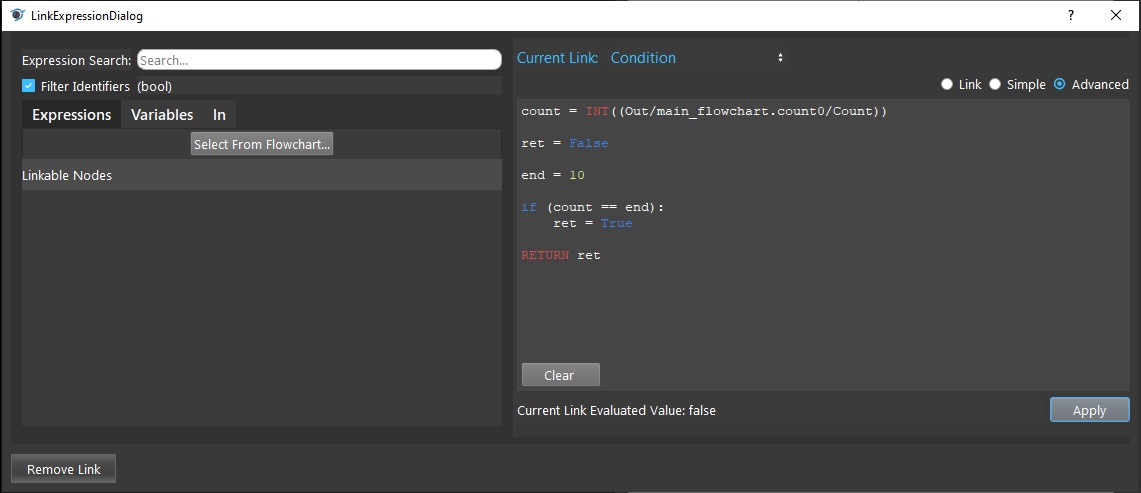 LinkExpressionDialog
?
Expression Search: Search...
Filter Identifiers (bool)
Expressions Variables In
Select From Flowchart...
Linkable Nodes
Current Link: Condition
Link Simple Advanced
count = INT((Out/main_flowchart.count0/Count))
ret = False
end = 10
if (count == end):
    ret = True
RETURN ret
Clear
Current Link Evaluated Value: false
Apply
Remove Link